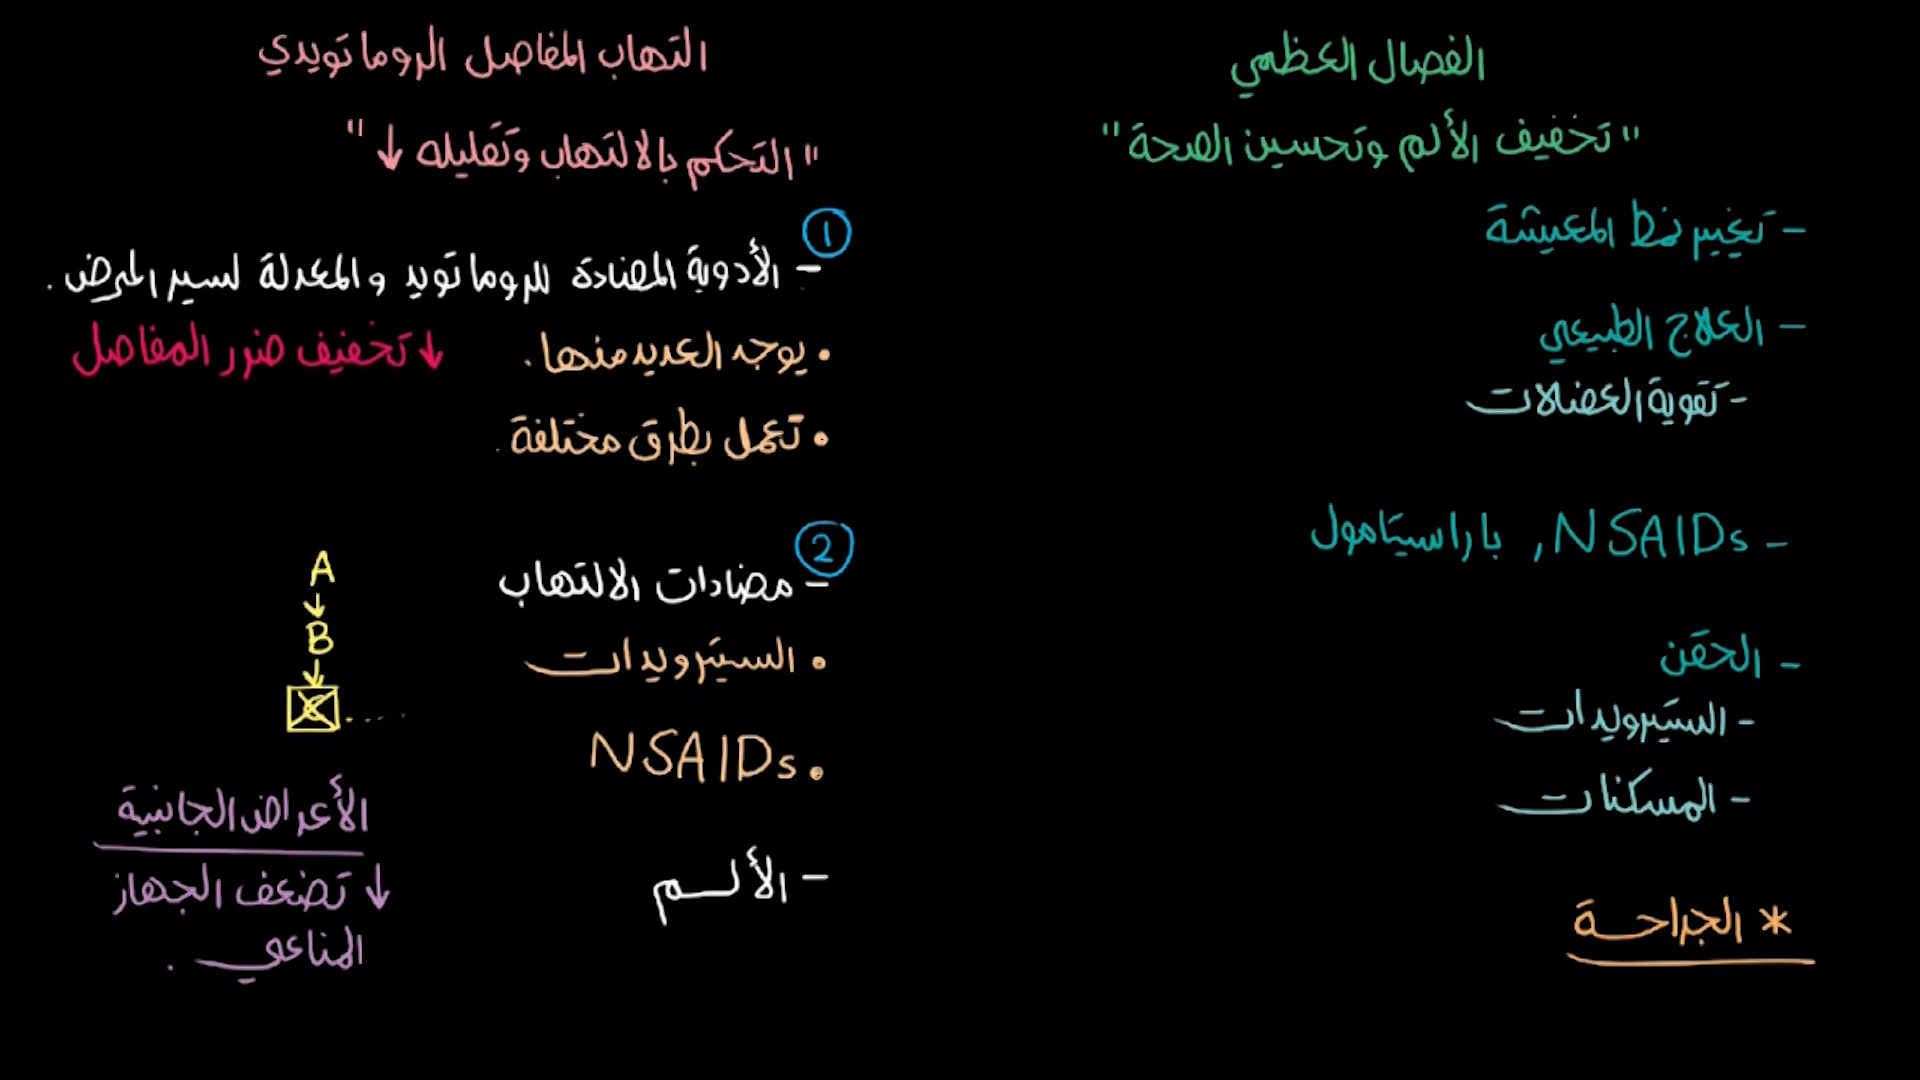 الفصال العظمي
"تخفيف الألم وتحسين الصحة"
- تغيير نمط المعيشة
- العلاج الطبيعي
- تقوية العضلات
- NSAIDs, باراسيتامول
- الحقن
- الستيرويدات
- المسكنات
* الجراحة
التهاب المفاصل الروماتويدي
"التحكم بالالتهاب وتقليله ↓"
1
- الأدوية المضادة للروماتويد والمعدلة لسير المرض.
• يوجد العديد منها.
↓ تخفيف ضرر المفاصل
• تعمل بطرق مختلفة.
2
- مضادات الالتهاب
• الستيرويدات
• NSAIDs
- الألم
A
↓
B
↓
C
الأعراض الجانبية
↓ تضعف الجهاز
المناعي.